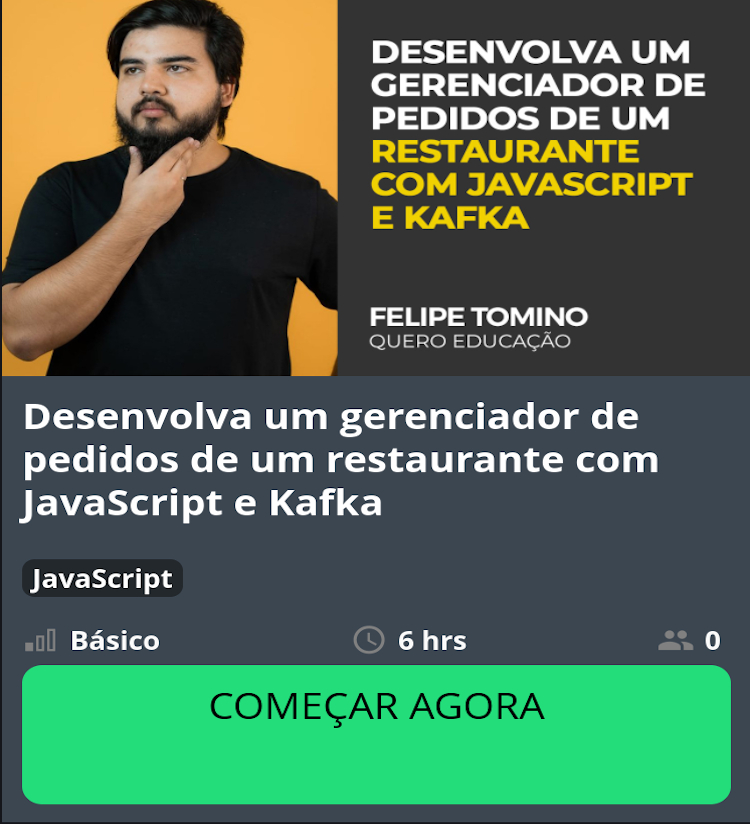 DESENVOLVA UM
GERENCIADOR DE
PEDIDOS DE UM
RESTAURANTE
COM JAVASCRIPT
E KAFKA
FELIPE TOMINO
QUERO EDUCAÇÃO
Desenvolva um gerenciador de
pedidos de um restaurante com
JavaScript e Kafka
JavaScript
Básico 6 hrs 0
COMEÇAR AGORA